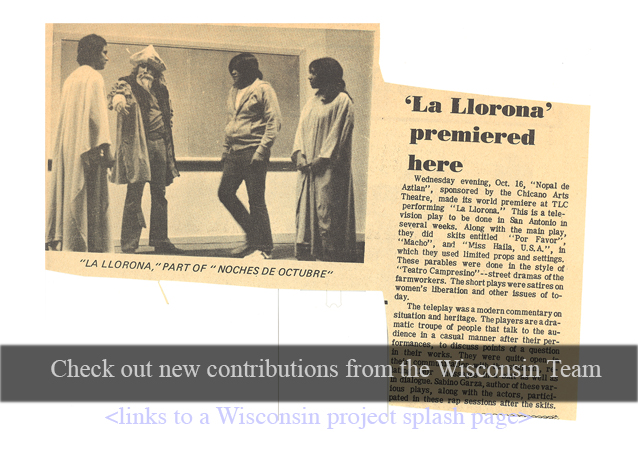 "LA LLORONA," PART OF "NOCHES DE OCTUBRE"
'La Llorona'
premiered
here
Wednesday evening, Oct. 16, "Nopal de
Aztlan", sponsored by the Chicano Arts
Theatre, made its world premiere at TLC
performing "La Llorona." This is a tele-
vision play to be done in San Antonio in
several weeks. Along with the main play,
they did skits entitled "Por Favor",
"Macho", and "Miss Raila, U.S.A.", in
which they used limited props and settings.
These parables were done in the style of
"Teatro Campresino"--street dramas of the
farmworkers. The short plays were satires on
women's liberation and other issues of to-
day.
The teleplay was a modern commentary on
situation and heritage. The players are a dra-
matic troupe of people that talk to the au-
dience in a casual manner after their per-
formances, to discuss points of a question
in their works. They were quite open
Check out new contributions from the Wisconsin Team
in dialogue. Sabino Garza, author of these var-
ious plays, along with the actors, partici-
pated in these rap sessions after the skits.
<links to a Wisconsin project splash page>